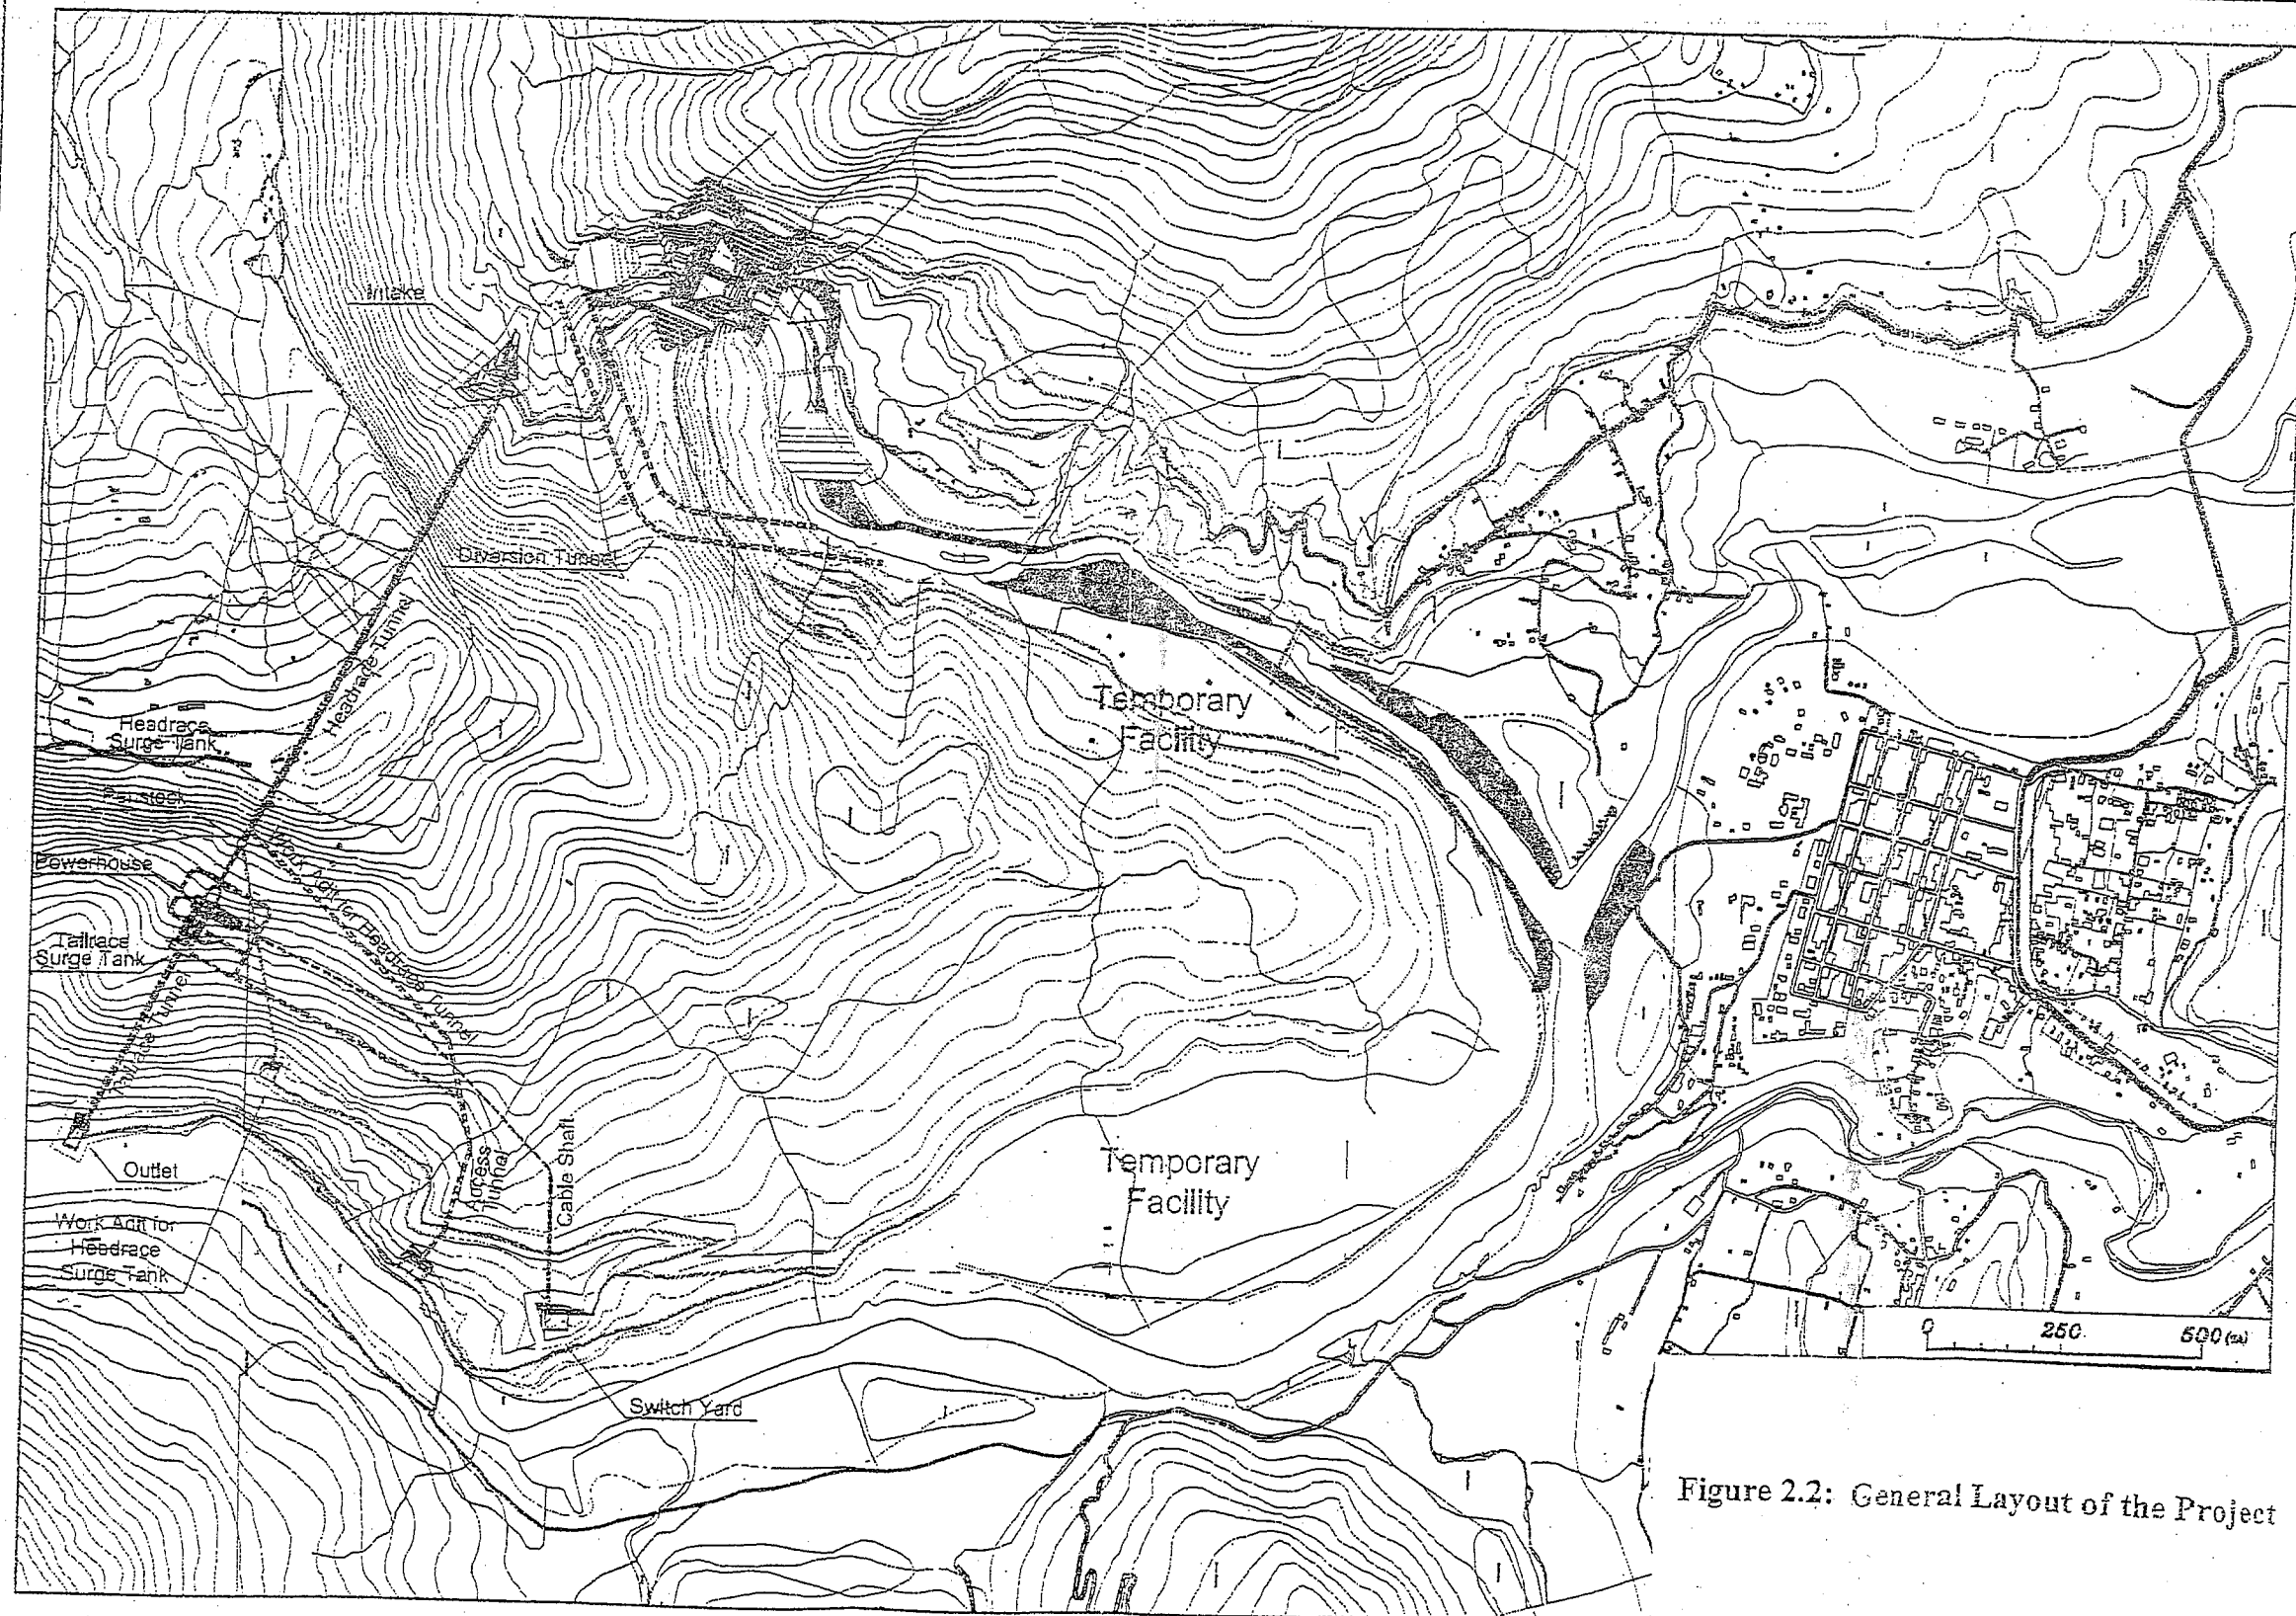 Intake
Diversion Tunnel
Headrace Tunnel
Headrace
Surge Tank
Penstock
Powerhouse
Work Adit for Headrace Tunnel
Tailrace
Surge Tank
Tailrace Tunnel
Outlet
Work Adit for
Headrace
Surge Tank
Access
Tunnel
Cable Shaft
Switch Yard
Temporary
Facility
Temporary
Facility
0 250 500 (m)
Figure 2.2: General Layout of the Project